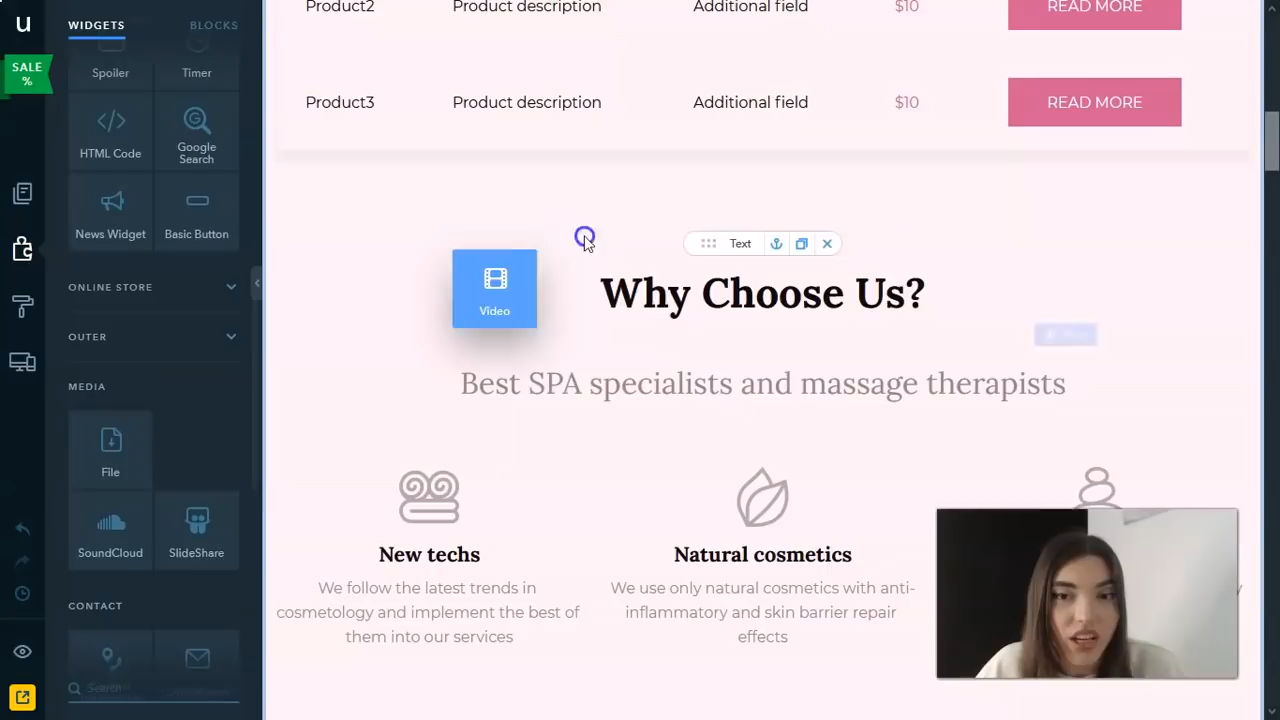 u
WIDGETS
BLOCKS
SALE
%
Spoiler
Timer
HTML Code
Google
Search
News Widget
Basic Button
ONLINE STORE
OUTER
MEDIA
File
SoundCloud
SlideShare
CONTACT
Search
Product2 Product description Additional field $10 READ MORE
Product3 Product description Additional field $10 READ MORE
Text
Video
Why Choose Us?
Best SPA specialists and massage therapists
New techs
We follow the latest trends in
cosmetology and implement the best of
them into our services
Natural cosmetics
We use only natural cosmetics with anti-
inflammatory and skin barrier repair
effects